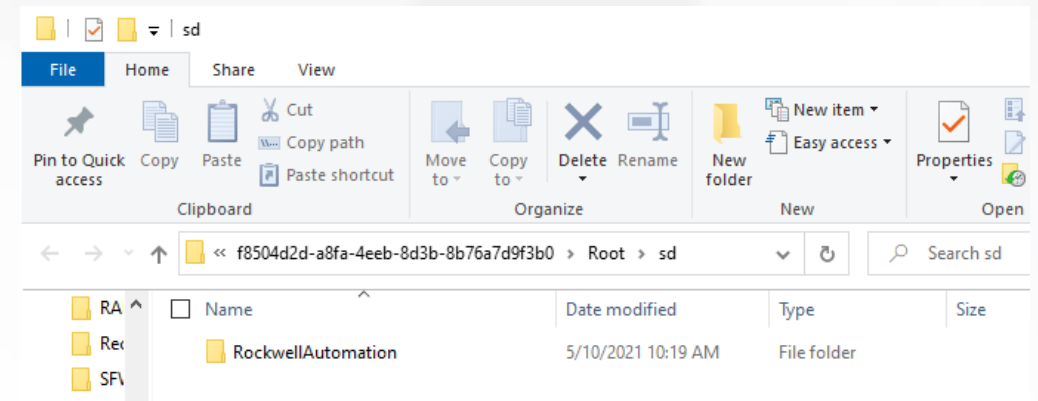 sd
File Home Share View
Pin to Quick access
Copy
Paste
Cut
Copy path
Paste shortcut
Clipboard
Move to
Copy to
Delete
Rename
Organize
New folder
New item
Easy access
New
Properties
Open
« f8504d2d-a8fa-4eeb-8d3b-8b76a7d9f3b0 > Root > sd
Search sd
RA
Name Date modified Type Size
RockwellAutomation 5/10/2021 10:19 AM File folder